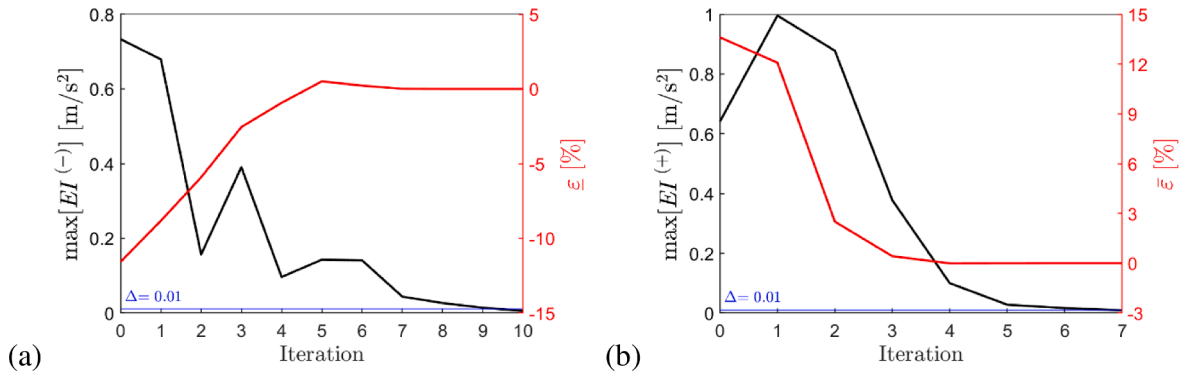 (a)
max[EI (−)] [m/s²]
0.8
0.6
0.4
0.2
0
5
0
-5
-10
-15
ε [%]
Δ= 0.01
0 1 2 3 4 5 6 7 8 9 10
Iteration
(b)
max[EI (+)] [m/s²]
1
0.8
0.6
0.4
0.2
0
15
12
9
6
3
0
-3
ε̄ [%]
Δ= 0.01
0 1 2 3 4 5 6 7
Iteration